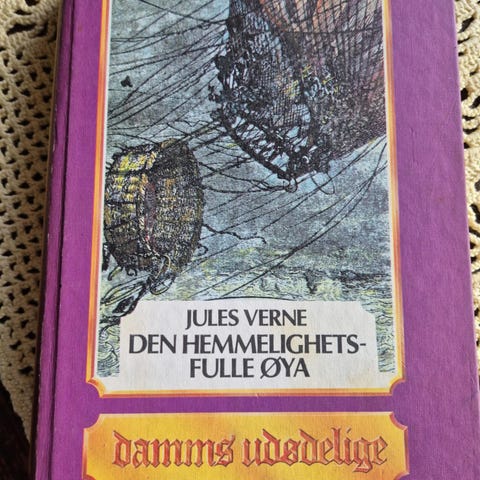 JULES VERNE
DEN HEMMELIGHETS-
FULLE ØYA
damms udødelige